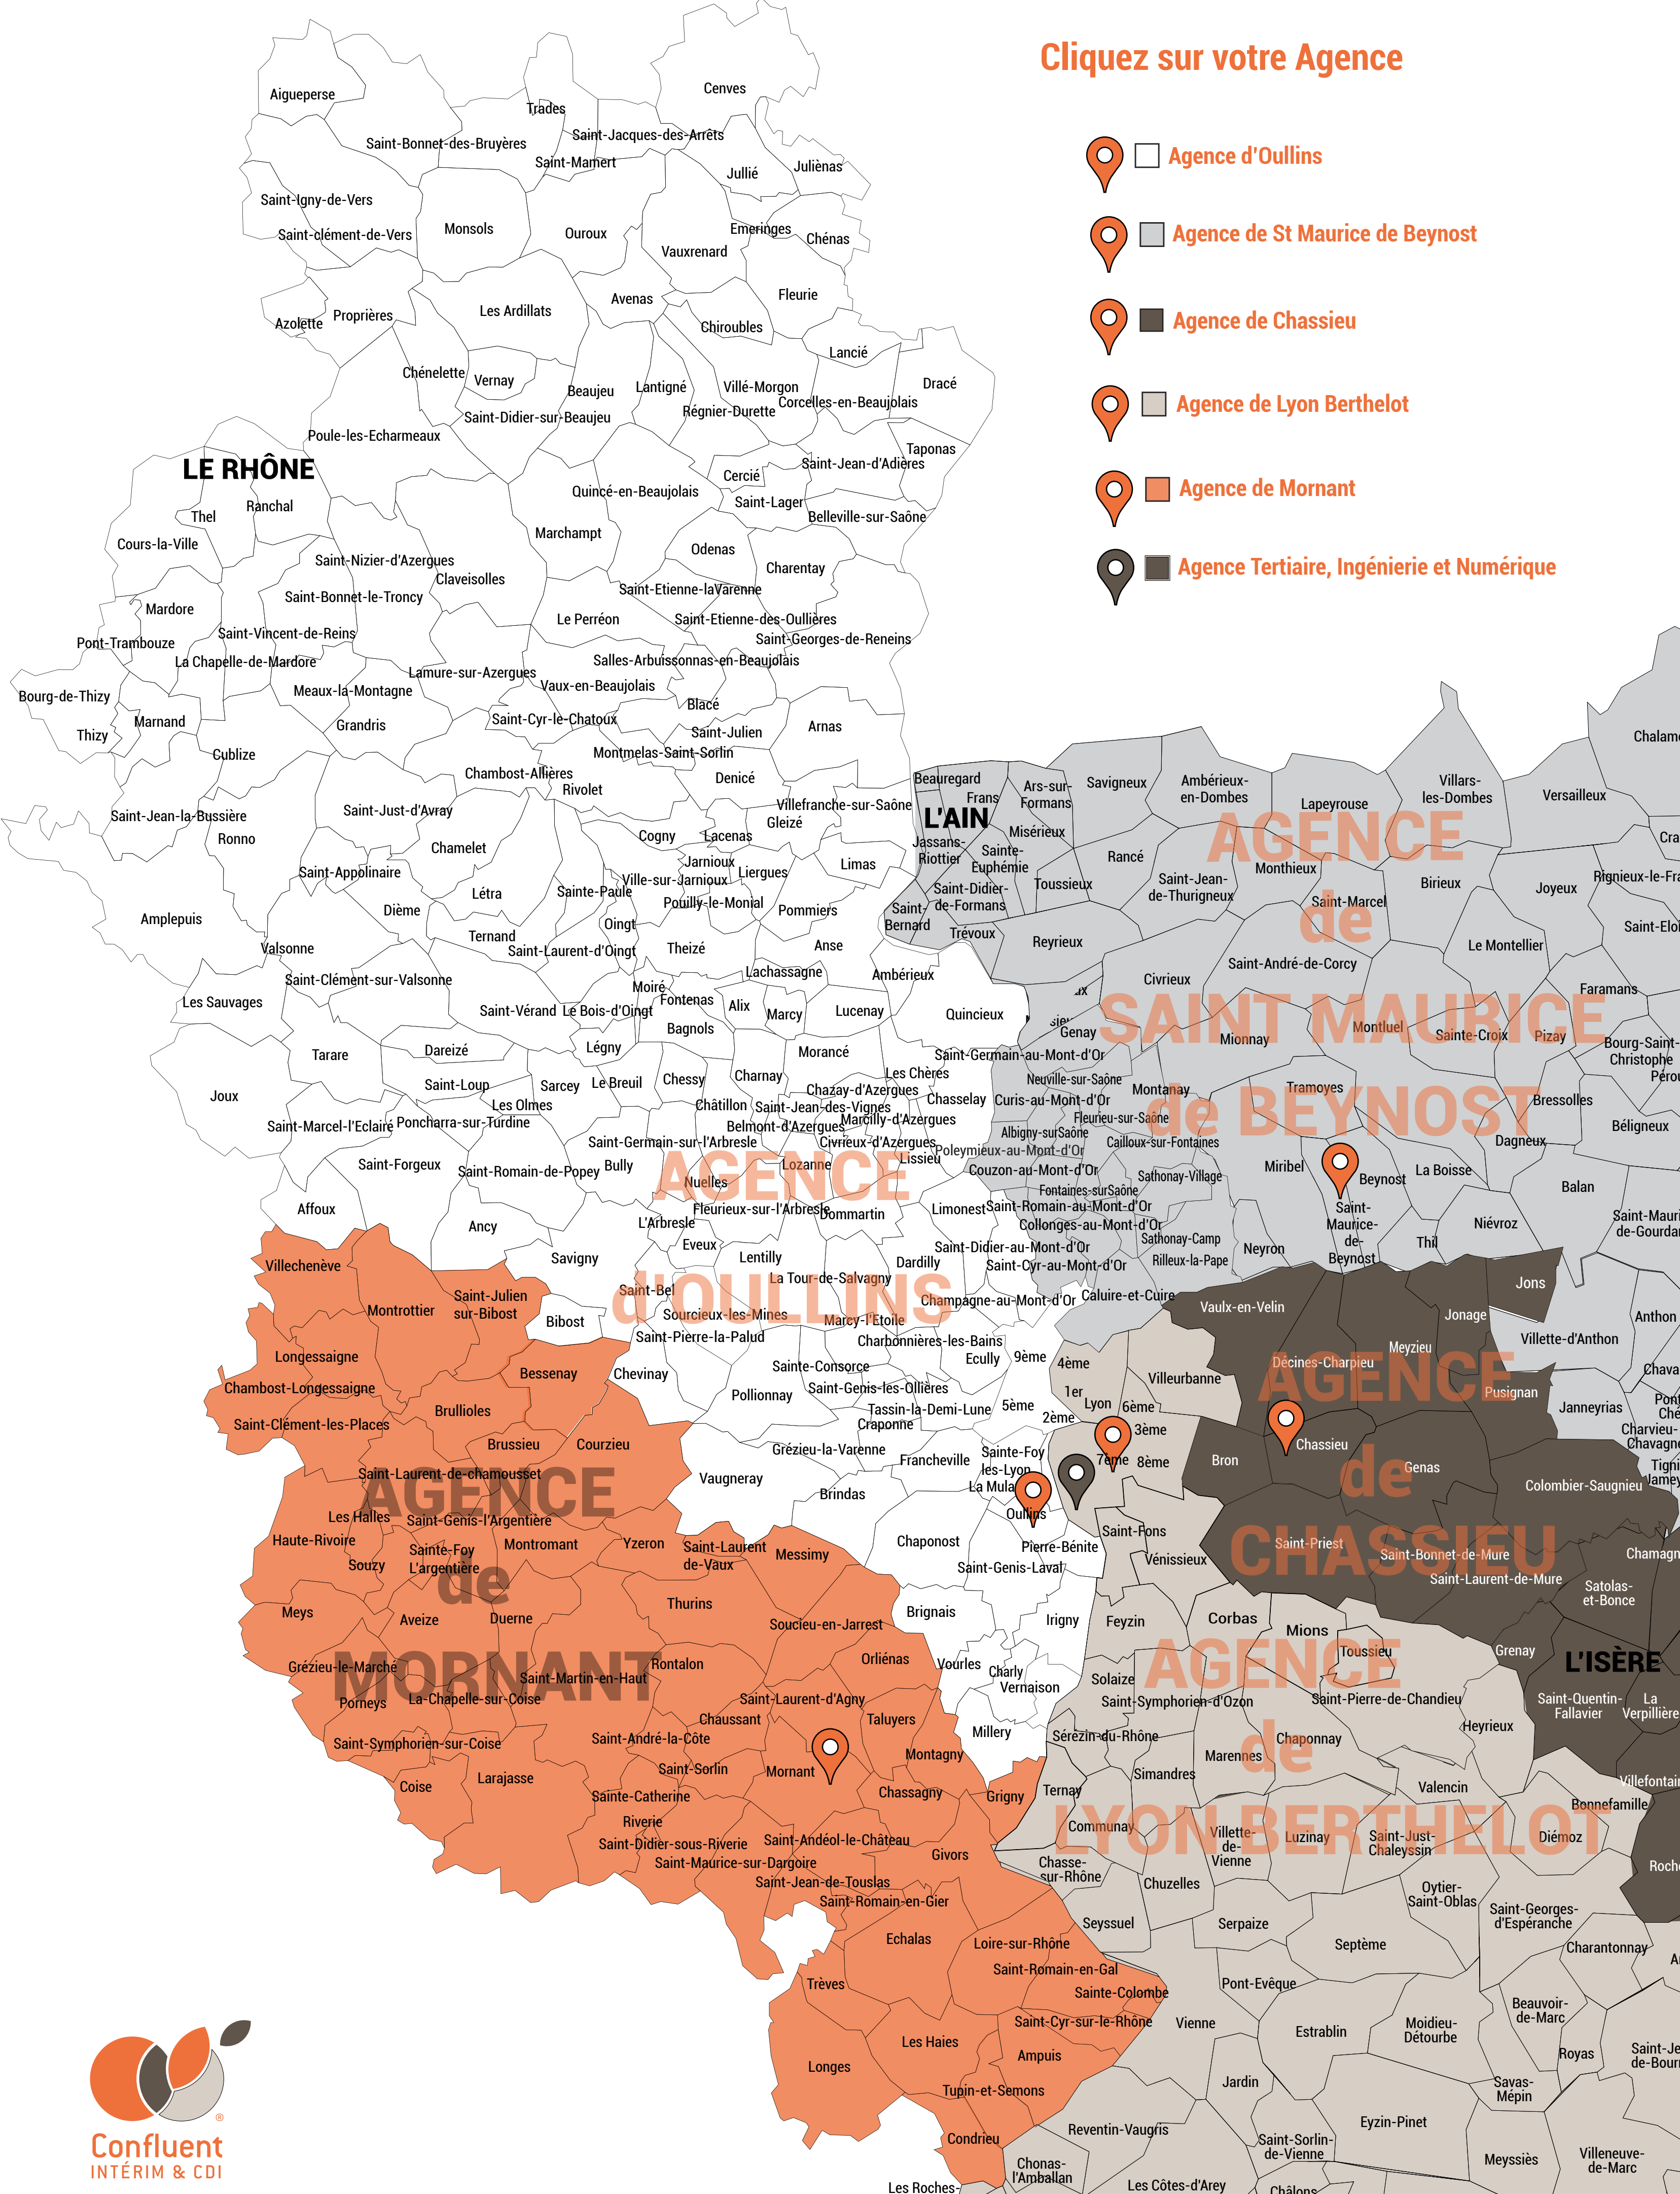 Cliquez sur votre Agence
Agence d'Oullins
Agence de St Maurice de Beynost
Agence de Chassieu
Agence de Lyon Berthelot
Agence de Mornant
Agence Tertiaire, Ingénierie et Numérique
Cenves
Aigueperse
Trades
Saint-Jacques-des-Arrêts
Saint-Bonnet-des-Bruyères
Saint-Mamert
Jullié
Juliènas
Saint-Igny-de-Vers
Monsols
Ouroux
Emeringes
Saint-clément-de-Vers
Chénas
Vauxrenard
Fleurie
Avenas
Les Ardillats
Proprières
Azolette
Chiroubles
Lancié
Chénelette
Vernay
Beaujeu
Lantigné
Villé-Morgon
Dracé
Corcelles-en-Beaujolais
Régnier-Durette
Saint-Didier-sur-Beaujeu
Poule-les-Echarmeaux
Taponas
LE RHÔNE
Saint-Jean-d'Adières
Cercié
Quincé-en-Beaujolais
Saint-Lager
Ranchal
Thel
Belleville-sur-Saône
Marchampt
Cours-la-Ville
Odenas
Saint-Nizier-d'Azergues
Charentay
Claveisolles
Saint-Etienne-laVarenne
Saint-Bonnet-le-Troncy
Mardore
Le Perréon
Saint-Etienne-des-Oullières
Saint-Vincent-de-Reins
Saint-Georges-de-Reneins
Pont-Trambouze
La Chapelle-de-Mardore
Salles-Arbuissonnas-en-Beaujolais
Lamure-sur-Azergues
Vaux-en-Beaujolais
Meaux-la-Montagne
Bourg-de-Thizy
Blacé
Marnand
Saint-Cyr-le-Chatoux
Grandris
Arnas
Thizy
Saint-Julien
Cublize
Montmelas-Saint-Sorlin
Chambost-Allières
Denicé
Rivolet
Villefranche-sur-Saône
Saint-Just-d'Avray
Saint-Jean-la-Bussière
Gleizé
Ronno
Cogny
Lacenas
Chamelet
Jarnioux
Limas
Saint-Appolinaire
Liergues
Ville-sur-Jarnioux
Létra
Sainte-Paule
Pouilly-le-Monial
Dième
Pommiers
Amplepuis
Oingt
Ternand
Valsonne
Saint-Laurent-d'Oingt
Theizé
Anse
Saint-Clément-sur-Valsonne
Lachassagne
Ambérieux
Moiré
Les Sauvages
Fontenas
Saint-Vérand
Le Bois-d'Oingt
Alix
Marcy
Lucenay
Quincieux
Bagnols
Tarare
Dareizé
Légny
Morancé
Saint-Germain-au-Mont-d'Or
Saint-Loup
Sarcey
Le Breuil
Chessy
Charnay
Les Chères
Joux
Chazay-d'Azergues
Chasselay
Les Olmes
Châtillon
Saint-Jean-des-Vignes
Saint-Marcel-l'Eclairé
Poncharra-sur-Turdine
Belmont-d'Azergues
Marcilly-d'Azergues
Saint-Germain-sur-l'Arbresle
Civrieux-d'Azergues
Poleymieux-au-Mont-d'Or
Saint-Forgeux
Saint-Romain-de-Popey
Bully
Lozanne
Lissieu
AGENCE
d'OULLINS
Nuelles
Affoux
Ancy
L'Arbresle
Fleurieux-sur-l'Arbresle
Dommartin
Limonest
Savigny
Eveux
Lentilly
Dardilly
Saint-Bel
La Tour-de-Salvagny
Sourcieux-les-Mines
Marcy-l'Etoile
Champagne-au-Mont-d'Or
Bibost
Saint-Pierre-la-Palud
Charbonnières-les-Bains
Ecully
9ème
Chevinay
Sainte-Consorce
Pollionnay
Saint-Genis-les-Ollières
Tassin-la-Demi-Lune
5ème
2ème
Craponne
Grézieu-la-Varenne
Francheville
Sainte-Foy
les-Lyon
Vaugneray
Brindas
Oullins
Chaponost
Pierre-Bénite
Saint-Genis-Laval
Brignais
Irigny
Vourles
Charly
Vernaison
Millery
Beauregard
Frans
Ars-sur-
Formans
Savigneux
Ambérieux-
en-Dombes
Villars-
les-Dombes
Versailleux
Lapeyrouse
L'AIN
Misérieux
Jassans-
Riottier
Sainte-
Euphémie
Rancé
Monthieux
Toussieux
Saint-Jean-
de-Thurigneux
Birieux
Joyeux
Saint-Didier-
de-Formans
Saint-Marcel
Saint-
Bernard
Trévoux
Reyrieux
Le Montellier
Saint-André-de-Corcy
Civrieux
Faramans
AGENCE
de
SAINT MAURICE
de BEYNOST
Genay
Mionnay
Montluel
Sainte-Croix
Pizay
Bourg-Saint-
Christophe
Neuville-sur-Saône
Montanay
Tramoyes
Curis-au-Mont-d'Or
Bressolles
Fleurieu-sur-Saône
Albigny-surSaône
Cailloux-sur-Fontaines
Dagneux
Béligneux
Couzon-au-Mont-d'Or
Sathonay-Village
Miribel
Beynost
La Boisse
Balan
Fontaines-surSaône
Saint-Romain-au-Mont-d'Or
Collonges-au-Mont-d'Or
Saint-
Maurice-
de-
Beynost
Niévroz
Sathonay-Camp
Neyron
Thil
Saint-Didier-au-Mont-d'Or
Saint-Cyr-au-Mont-d'Or
Rilleux-la-Pape
Caluire-et-Cuire
Anthon
Villette-d'Anthon
Janneyrias
Vaulx-en-Velin
Jons
Jonage
Meyzieu
Décines-Charpieu
Pusignan
AGENCE
de
CHASSIEU
Chassieu
Bron
Genas
Colombier-Saugnieu
Saint-Priest
Saint-Bonnet-de-Mure
Saint-Laurent-de-Mure
Satolas-
et-Bonce
Grenay
L'ISÈRE
Saint-Quentin-
Fallavier
La
Verpillière
4ème
1er
Villeurbanne
Lyon
6ème
3ème
7ème
8ème
Saint-Fons
Vénissieux
Feyzin
Corbas
Mions
Toussieu
Solaize
Saint-Symphorien-d'Ozon
Saint-Pierre-de-Chandieu
Heyrieux
Sérézin-du-Rhône
Chaponnay
Marennes
Simandres
Ternay
Valencin
Bonnefamille
AGENCE
de
LYON BERTHELOT
Communay
Villette-
de-
Vienne
Luzinay
Saint-Just-
Chaleyssin
Diémoz
Chasse-
sur-Rhône
Chuzelles
Oytier-
Saint-Oblas
Seyssuel
Serpaize
Saint-Georges-
d'Espéranche
Septème
Charantonnay
Pont-Evêque
Vienne
Estrablin
Moidieu-
Détourbe
Beauvoir-
de-Marc
Royas
Jardin
Savas-
Mépin
Eyzin-Pinet
Reventin-Vaugris
Saint-Sorlin-
de-Vienne
Meyssiès
Villeneuve-
de-Marc
Chonas-
l'Amballan
Les Côtes-d'Arey
Châlons
Les Roches-
Villechenève
Montrottier
Saint-Julien
sur-Bibost
Longessaigne
Bessenay
Chambost-Longessaigne
Brullioles
Saint-Clément-les-Places
Brussieu
Courzieu
Saint-Laurent-de-chamousset
AGENCE
de
MORNANT
Les Halles
Saint-Genis-l'Argentière
Haute-Rivoire
Montromant
Yzeron
Saint-Laurent
de-Vaux
Messimy
Souzy
Sainte-Foy
L'argentière
Thurins
Meys
Aveize
Duerne
Soucieu-en-Jarrest
Orliénas
Grézieu-le-Marché
Rontalon
Saint-Martin-en-Haut
Porneys
La-Chapelle-sur-Coise
Saint-Laurent-d'Agny
Chaussant
Taluyers
Saint-Symphorien-sur-Coise
Saint-André-la-Côte
Montagny
Saint-Sorlin
Mornant
Coise
Larajasse
Sainte-Catherine
Chassagny
Grigny
Riverie
Saint-Didier-sous-Riverie
Saint-Andéol-le-Château
Givors
Saint-Maurice-sur-Dargoire
Saint-Jean-de-Touslas
Saint-Romain-en-Gier
Echalas
Loire-sur-Rhône
Saint-Romain-en-Gal
Trèves
Sainte-Colombe
Saint-Cyr-sur-le-Rhône
Les Haies
Ampuis
Longes
Tupin-et-Semons
Condrieu
Confluent
INTÉRIM & CDI